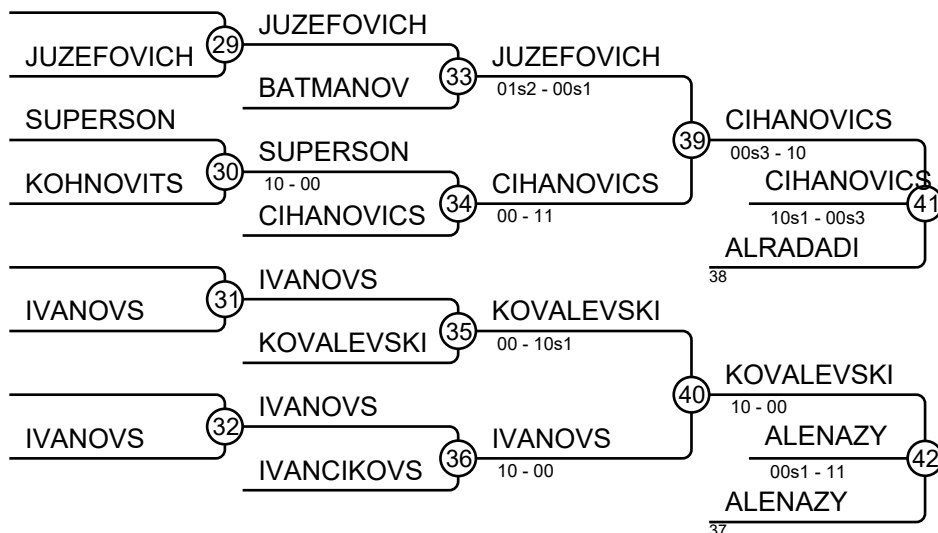 JUZEFOVICH
29
JUZEFOVICH
BATMANOV
33
JUZEFOVICH
01s2 - 00s1
SUPERSON
KOHNOVITS
30
SUPERSON
10 - 00
CIHANOVICS
34
CIHANOVICS
00 - 11
39
CIHANOVICS
00s3 - 10
CIHANOVICS
10s1 - 00s3
41
ALRADADI
38
IVANOVS
31
IVANOVS
KOVALEVSKI
35
KOVALEVSKI
00 - 10s1
IVANOVS
32
IVANOVS
IVANCIKOVS
36
IVANOVS
10 - 00
40
KOVALEVSKI
10 - 00
ALENAZY
00s1 - 11
42
ALENAZY
37